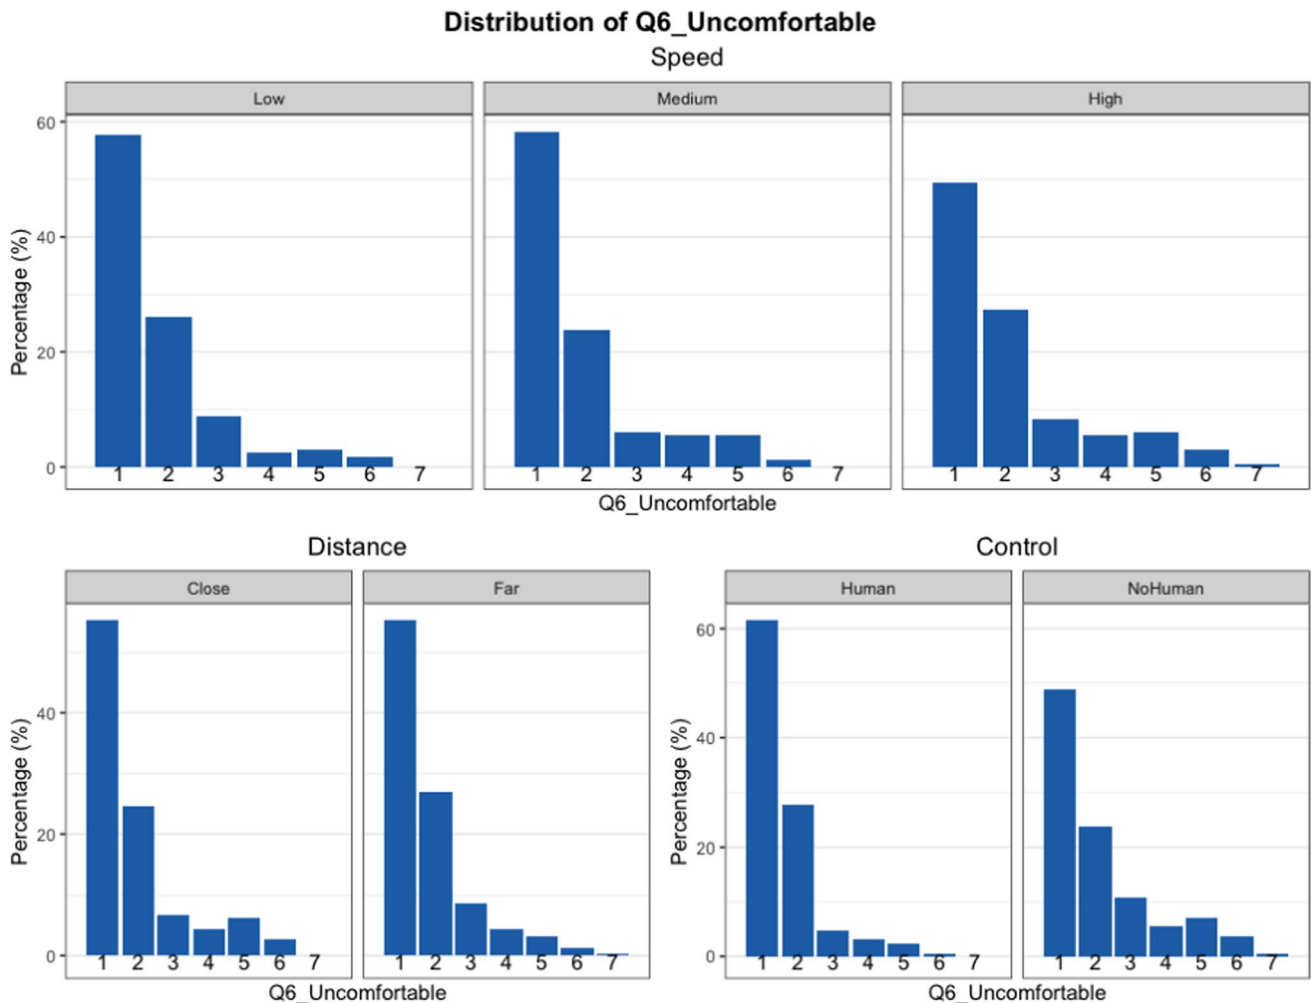 Distribution of Q6_Uncomfortable
Speed
Low Medium High
Percentage (%)
60
40
20
0
1 2 3 4 5 6 7 1 2 3 4 5 6 7 1 2 3 4 5 6 7
Q6_Uncomfortable
Distance
Close Far
Percentage (%)
40
20
0
1 2 3 4 5 6 7 1 2 3 4 5 6 7
Q6_Uncomfortable
Control
Human NoHuman
Percentage (%)
60
40
20
0
1 2 3 4 5 6 7 1 2 3 4 5 6 7
Q6_Uncomfortable